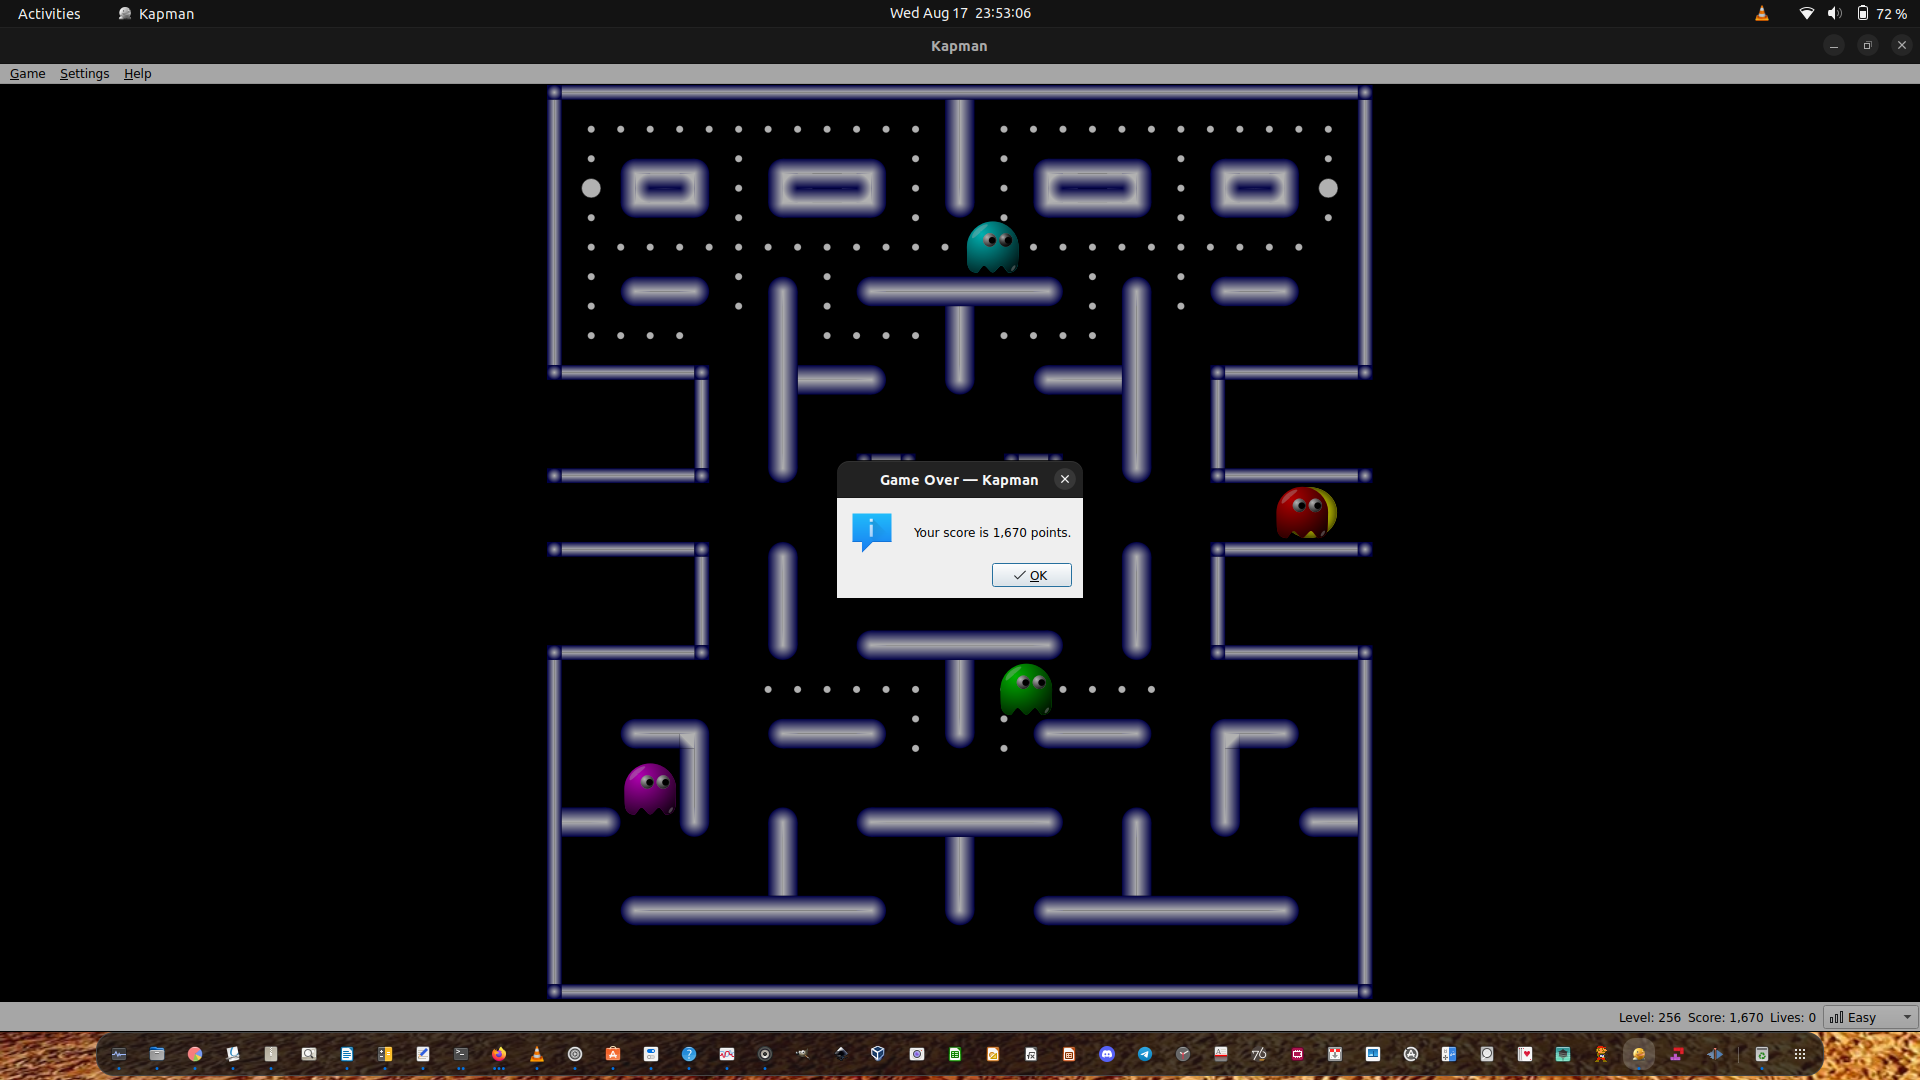 Activities Kapman Wed Aug 17 23:53:06 72 %
Kapman
Game Settings Help
Game Over — Kapman
Your score is 1,670 points.
OK
Level: 256 Score: 1,670 Lives: 0 Easy